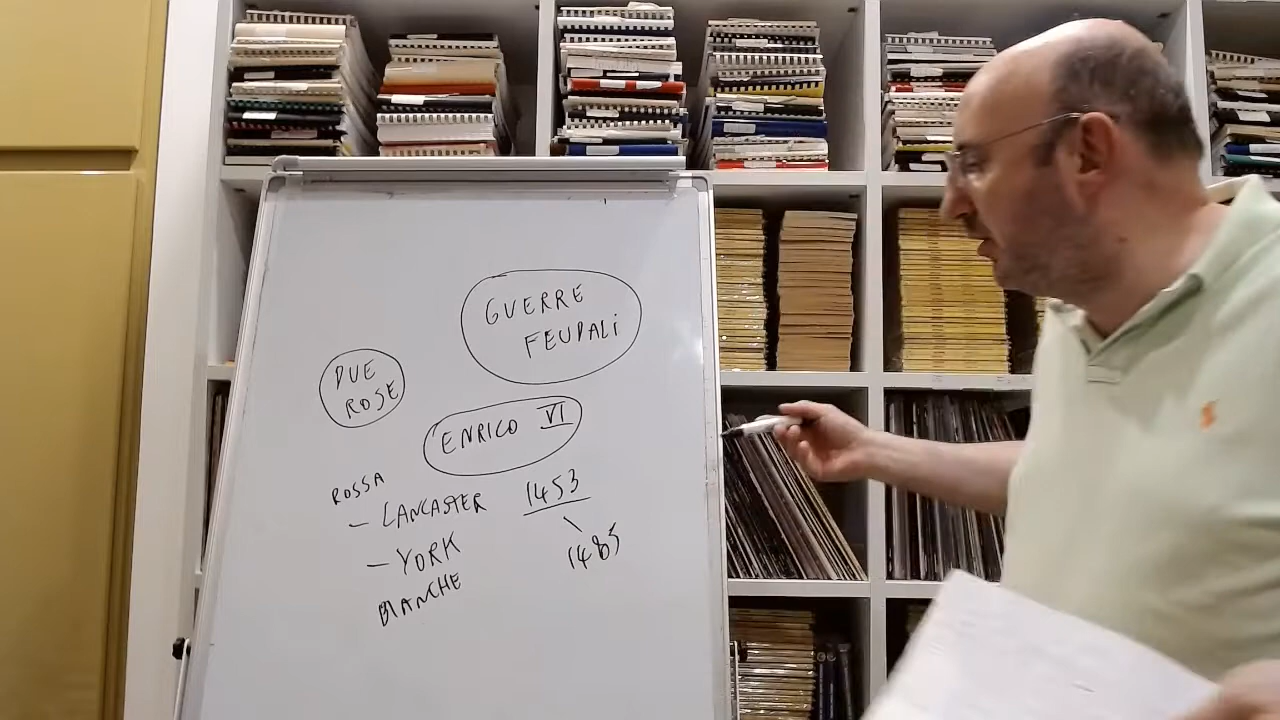 GUERRE
FEUDALI
DUE
ROSE
ENRICO VI
ROSSA
- LANCASTER
1453
- YORK
1485
BIANCHE